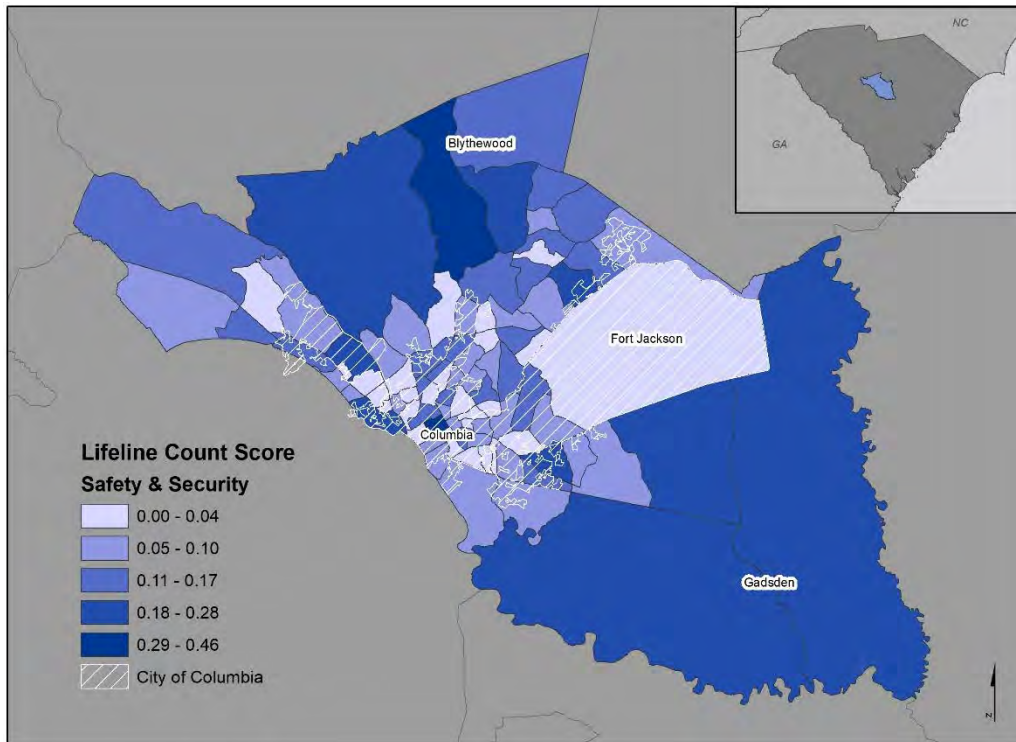 NC
GA
Blythewood
Fort Jackson
Columbia
Gadsden
Lifeline Count Score
Safety & Security
0.00 - 0.04
0.05 - 0.10
0.11 - 0.17
0.18 - 0.28
0.29 - 0.46
City of Columbia
N